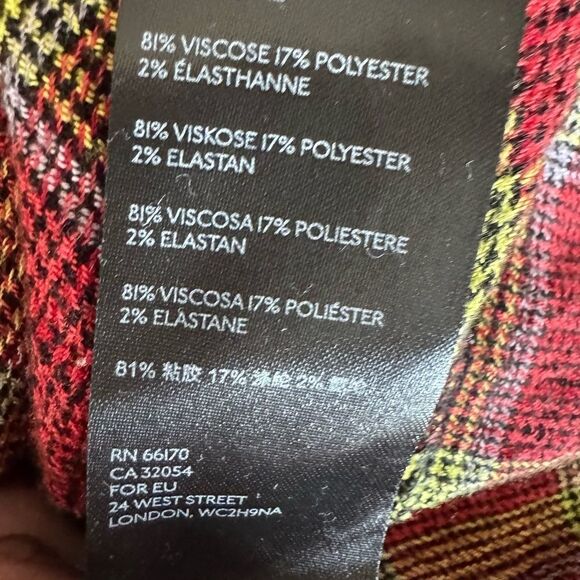 81% VISCOSE 17% POLYESTER
2% ÉLASTHANNE
81% VISKOSE 17% POLYESTER
2% ELASTAN
81% VISCOSA 17% POLIESTERE
2% ELASTAN
81% VISCOSA 17% POLIÉSTER
2% ELASTANE
81% 粘胶 17% 涤纶 2%
RN 66170
CA 32054
FOR EU
24 WEST STREET
LONDON, WC2H9NA